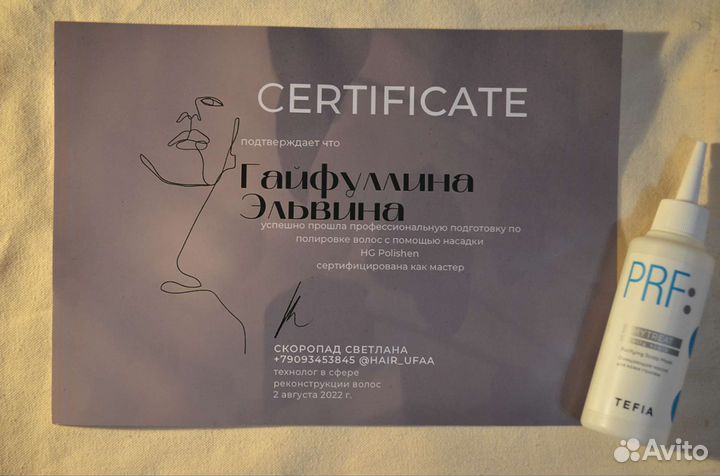 CERTIFICATE
подтверждает что
Гайфуллина
Эльвина
успешно прошла профессиональную подготовку по
полировке волос с помощью насадки
HG Polishen
сертифицирована как мастер
СКОРОПАД СВЕТЛАНА
+79093453845 @HAIR_UFAA
технолог в сфере
реконструкции волос
2 августа 2022 г.
PRF:
TEFIA
Avito